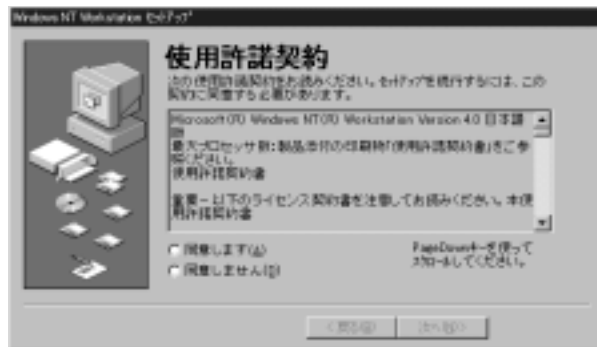 Windows NT Workstation ｾｯﾄｱｯﾌﾟ
使用許諾契約
次の使用許諾契約をお読みください。ｾｯﾄｱｯﾌﾟを続行するには、この
契約に同意する必要があります。
Microsoft(R) Windows NT(R) Workstation Version 4.0 日本語
版
最大プロセッサ数:製品添付の印刷物「使用許諾契約書」をご参
照ください。
使用許諾契約書
重要－以下のライセンス契約書を注意してお読みください。本使
用許諾契約書
同意します(A)
同意しません(D)
PageDownｷｰを使って
ｽｸﾛｰﾙしてください。
< 戻る(B)
次へ(N) >